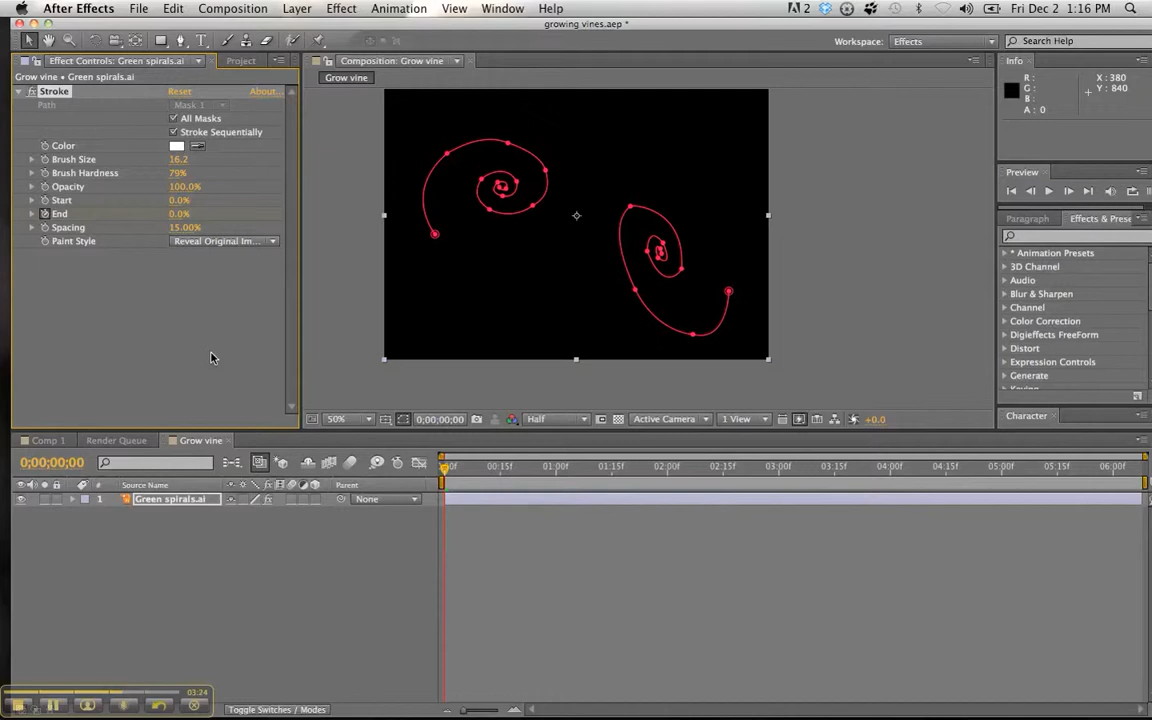 After Effects File Edit Composition Layer Effect Animation View Window Help 2 Fri Dec 2 1:16 PM
growing vines.aep *
Workspace: Effects Search Help
Effect Controls: Green spirals.ai Project Composition: Grow vine Info
Grow vine • Green spirals.ai Grow vine
R: X: 380
G: Y: 840
B:
A: 0
Stroke Reset About...
Path Mask 1
All Masks
Stroke Sequentially
Color
Brush Size 16.2
Brush Hardness 79%
Opacity 100.0%
Start 0.0%
End 0.0%
Spacing 15.00%
Paint Style Reveal Original Im...
Preview
Paragraph Effects & Prese
* Animation Presets
3D Channel
Audio
Blur & Sharpen
Channel
Color Correction
Digieffects FreeForm
Distort
Expression Controls
Generate
Character
50% 0;00;00;00 Half Active Camera 1 View +0.0
Comp 1 Render Queue Grow vine
0;00;00;00
00:15f 01:00f 01:15f 02:00f 02:15f 03:00f 03:15f 04:00f 04:15f 05:00f 05:15f 06:00f
# Source Name fx Parent
1 Green spirals.ai fx None
03:24
Toggle Switches / Modes